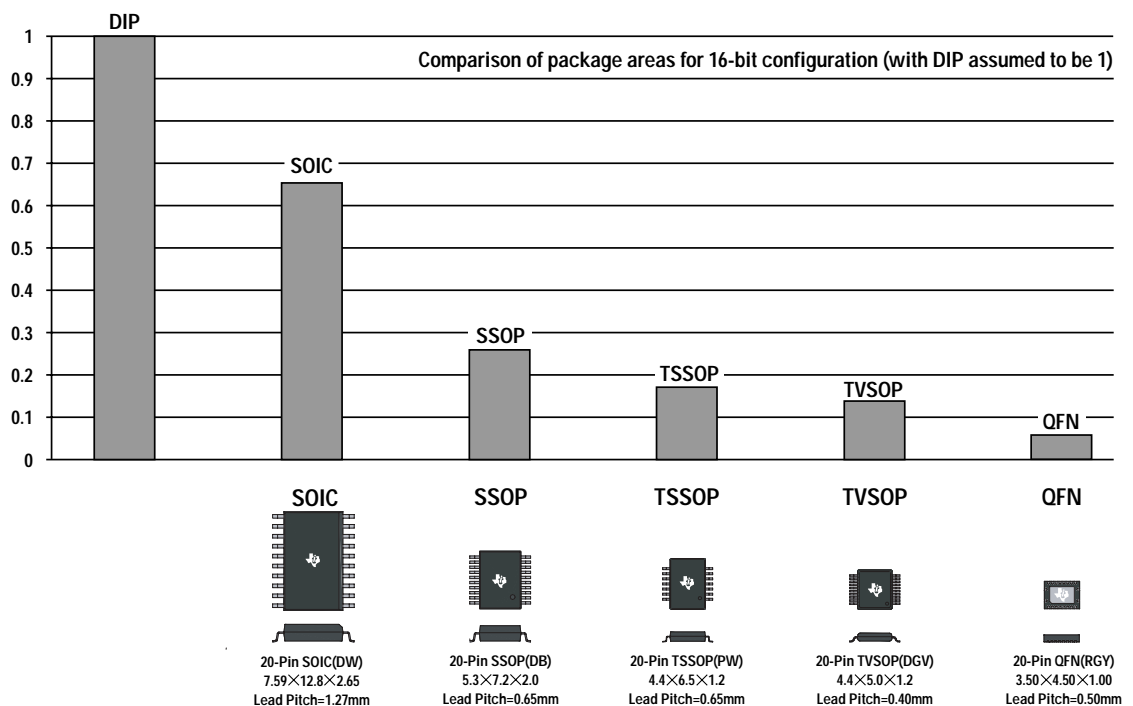 DIP
1
Comparison of package areas for 16-bit configuration (with DIP assumed to be 1)
0.9
0.8
0.7
SOIC
0.6
0.5
0.4
0.3
SSOP
0.2
TSSOP
TVSOP
0.1
QFN
0
SOIC
SSOP
TSSOP
TVSOP
QFN
20-Pin SOIC(DW)
7.59×12.8×2.65
Lead Pitch=1.27mm
20-Pin SSOP(DB)
5.3×7.2×2.0
Lead Pitch=0.65mm
20-Pin TSSOP(PW)
4.4×6.5×1.2
Lead Pitch=0.65mm
20-Pin TVSOP(DGV)
4.4×5.0×1.2
Lead Pitch=0.40mm
20-Pin QFN(RGY)
3.50×4.50×1.00
Lead Pitch=0.50mm